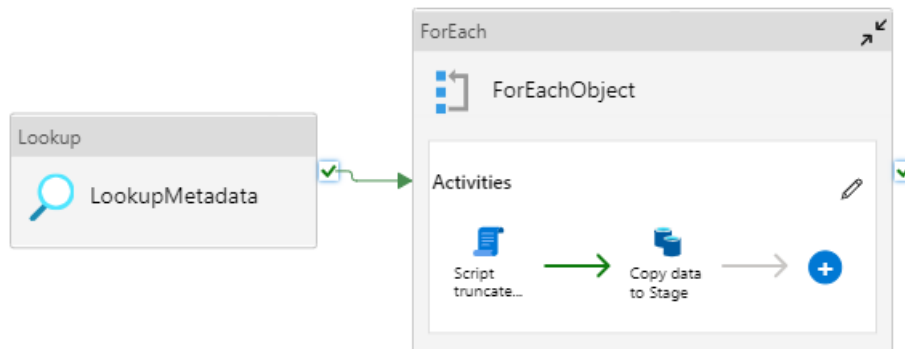 Lookup
LookupMetadata
ForEach
ForEachObject
Activities
Script
truncate...
Copy data
to Stage